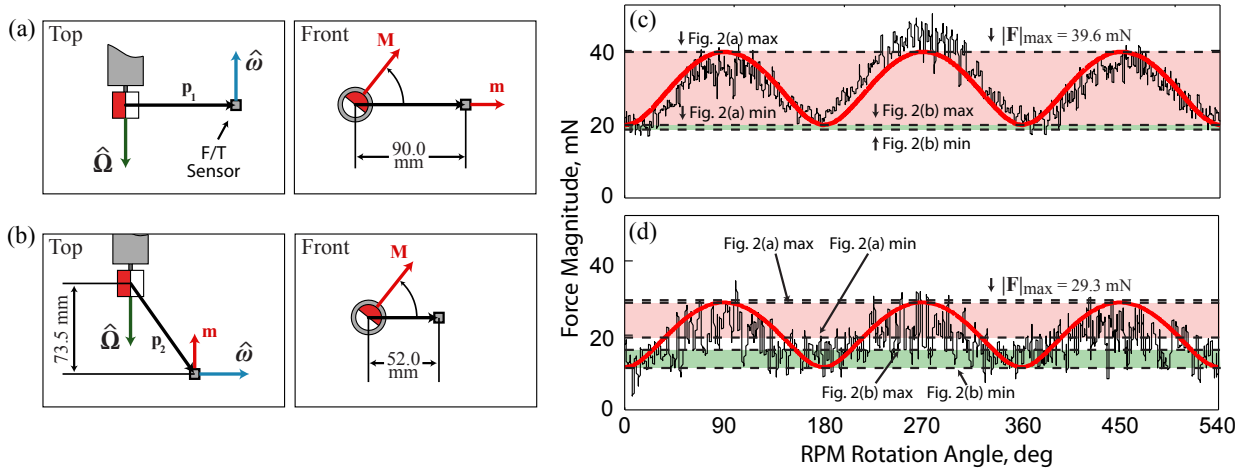 (a)
Top
p₁
ω̂
Ω̂
F/T
Sensor
Front
M
m
90.0
mm
(b)
Top
73.5 mm
Ω̂
p₂
m
ω̂
Front
M
52.0
mm
Force Magnitude, mN
(c)
↓ Fig. 2(a) max
↓ |F|max = 39.6 mN
↓ Fig. 2(a) min
↓ Fig. 2(b) max
↑ Fig. 2(b) min
40
20
0
(d)
Fig. 2(a) max
Fig. 2(a) min
↓ |F|max = 29.3 mN
Fig. 2(b) max
Fig. 2(b) min
40
20
0
0 90 180 270 360 450 540
RPM Rotation Angle, deg